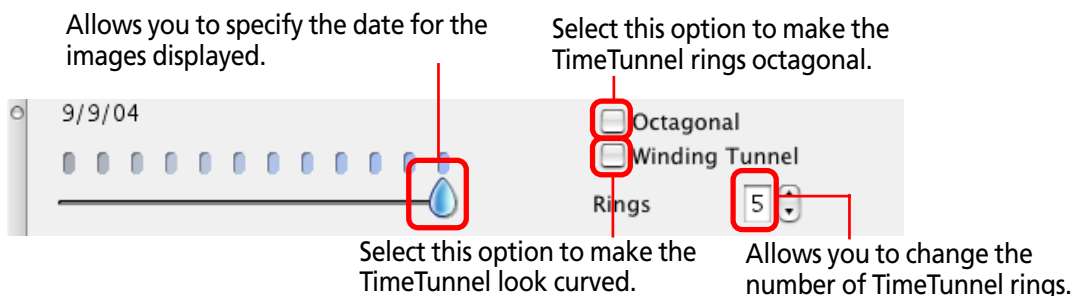 Allows you to specify the date for the
images displayed.
Select this option to make the
TimeTunnel rings octagonal.
9/9/04
Octagonal
Winding Tunnel
Rings
5
Select this option to make the
TimeTunnel look curved.
Allows you to change the
number of TimeTunnel rings.